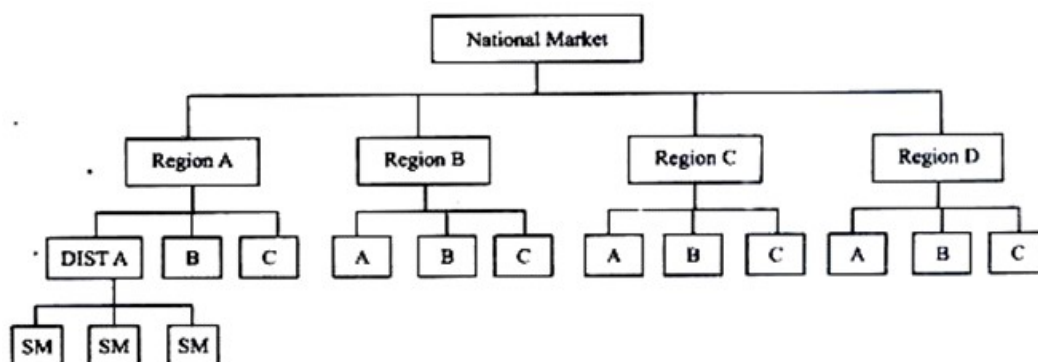 National Market
Region A Region B Region C Region D
DIST A B C A B C A B C A B C
SM SM SM